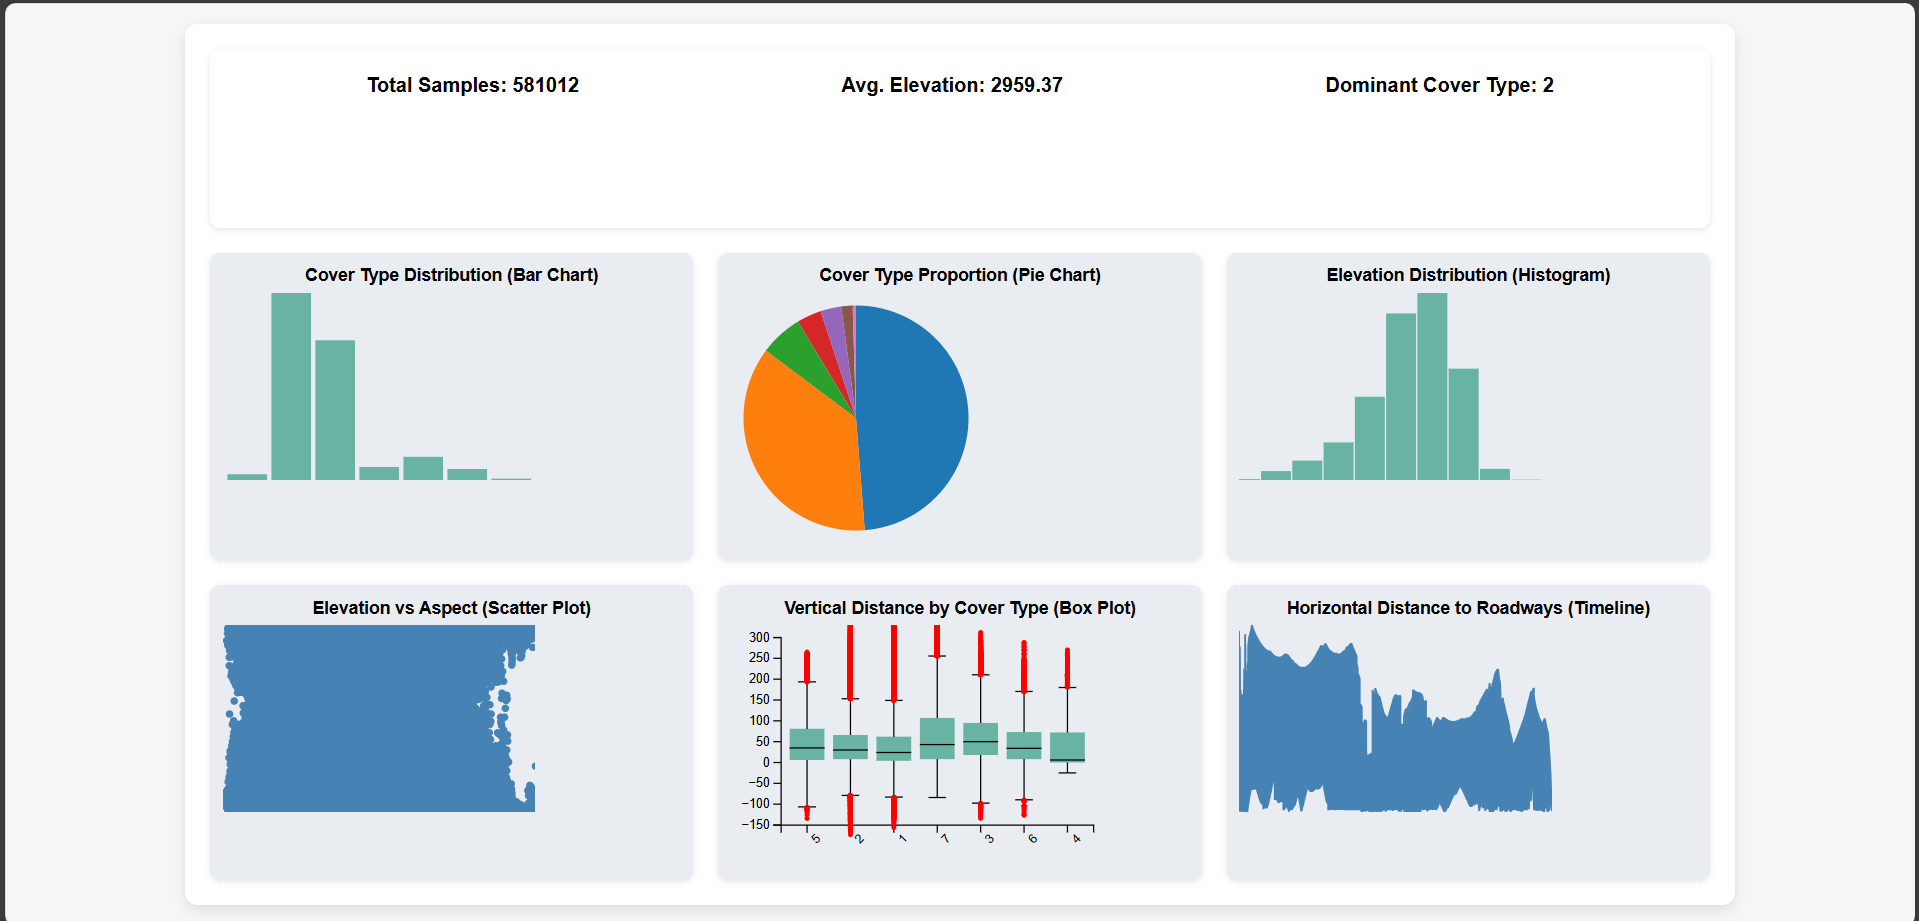 Total Samples: 581012
Avg. Elevation: 2959.37
Dominant Cover Type: 2
Cover Type Distribution (Bar Chart)
Cover Type Proportion (Pie Chart)
Elevation Distribution (Histogram)
Elevation vs Aspect (Scatter Plot)
Vertical Distance by Cover Type (Box Plot)
300
250
200
150
100
50
0
−50
−100
−150
5
2
1
7
3
6
4
Horizontal Distance to Roadways (Timeline)